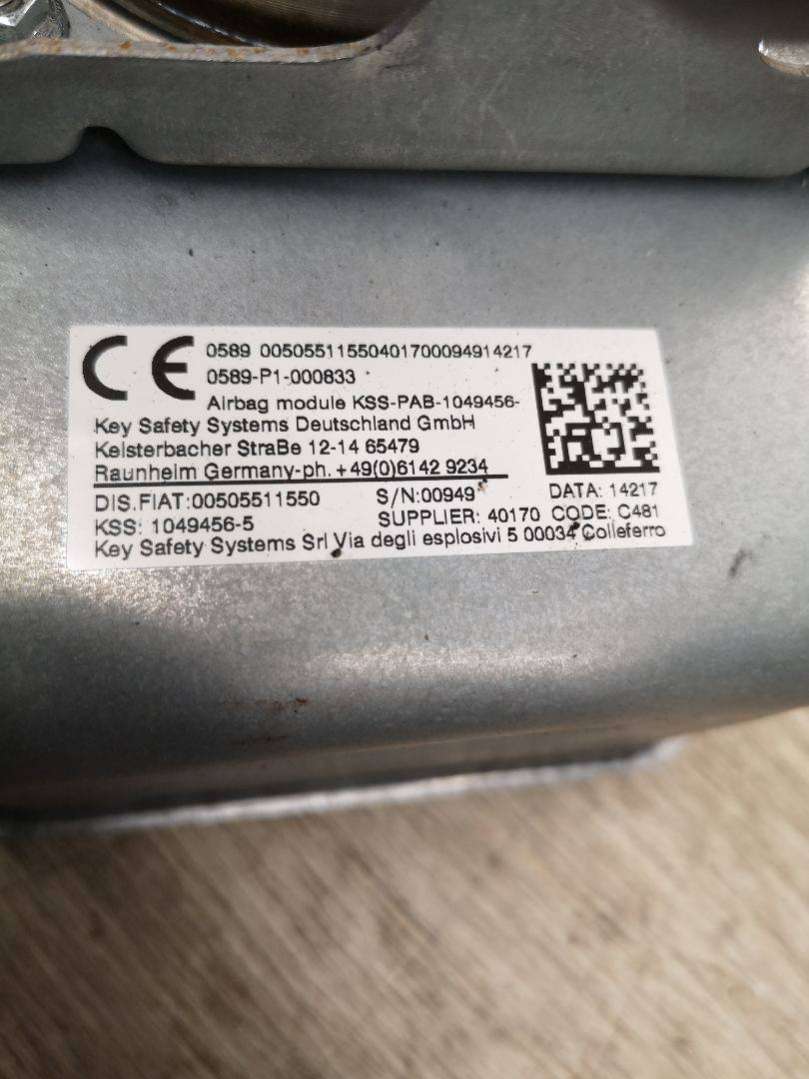 CE 0589 00505511550401700094914217
0589-P1-000833
Airbag module KSS-PAB-1049456-
Key Safety Systems Deutschland GmbH
Kelsterbacher StraBe 12-14 65479
Raunheim Germany-ph. +49(0)6142 9234
DIS.FIAT:00505511550 S/N:00949 DATA: 14217
KSS: 1049456-5 SUPPLIER: 40170 CODE: C481
Key Safety Systems Srl Via degli esplosivi 5 00034 Colleferro